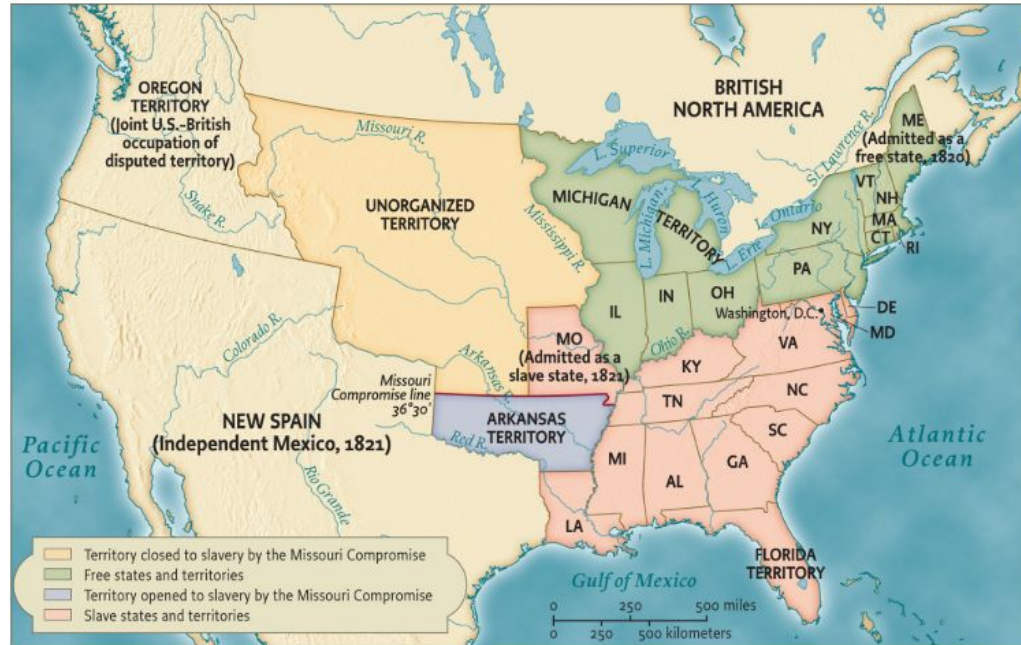 OREGON
TERRITORY
(Joint U.S.-British
occupation of
disputed territory)
BRITISH
NORTH AMERICA
ME
(Admitted as a
free state, 1820)
St. Lawrence R.
Missouri R.
L. Superior
VT
NH
MICHIGAN
TERRITORY
L. Michigan
Huron
Ontario
MA
CT
RI
NY
Snake R.
UNORGANIZED
TERRITORY
Mississippi R.
L. Erie
PA
IL
IN
OH
Washington, D.C.
DE
MD
MO
(Admitted as a
slave state, 1821)
Ohio R.
VA
KY
Colorado R.
Arkansas R.
Missouri
Compromise line
36°30'
NC
TN
NEW SPAIN
(Independent Mexico, 1821)
ARKANSAS
TERRITORY
Red R.
SC
Pacific
Ocean
Atlantic
Ocean
MI
AL
GA
Rio Grande
LA
FLORIDA
TERRITORY
Gulf of Mexico
Territory closed to slavery by the Missouri Compromise
Free states and territories
Territory opened to slavery by the Missouri Compromise
Slave states and territories
0 250 500 miles
0 250 500 kilometers